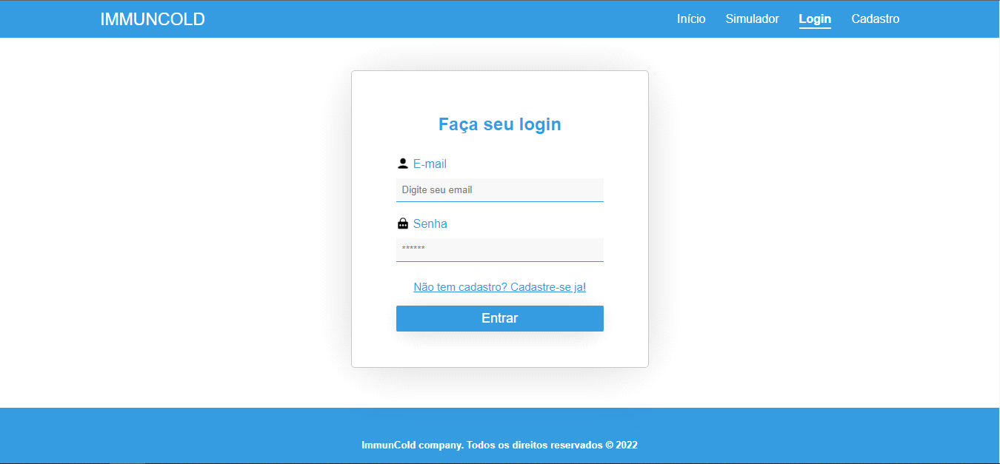 IMMUNCOLD
Início Simulador Login Cadastro
Faça seu login
E-mail
Digite seu email
Senha
******
Não tem cadastro? Cadastre-se ja!
Entrar
ImmunCold company. Todos os direitos reservados © 2022